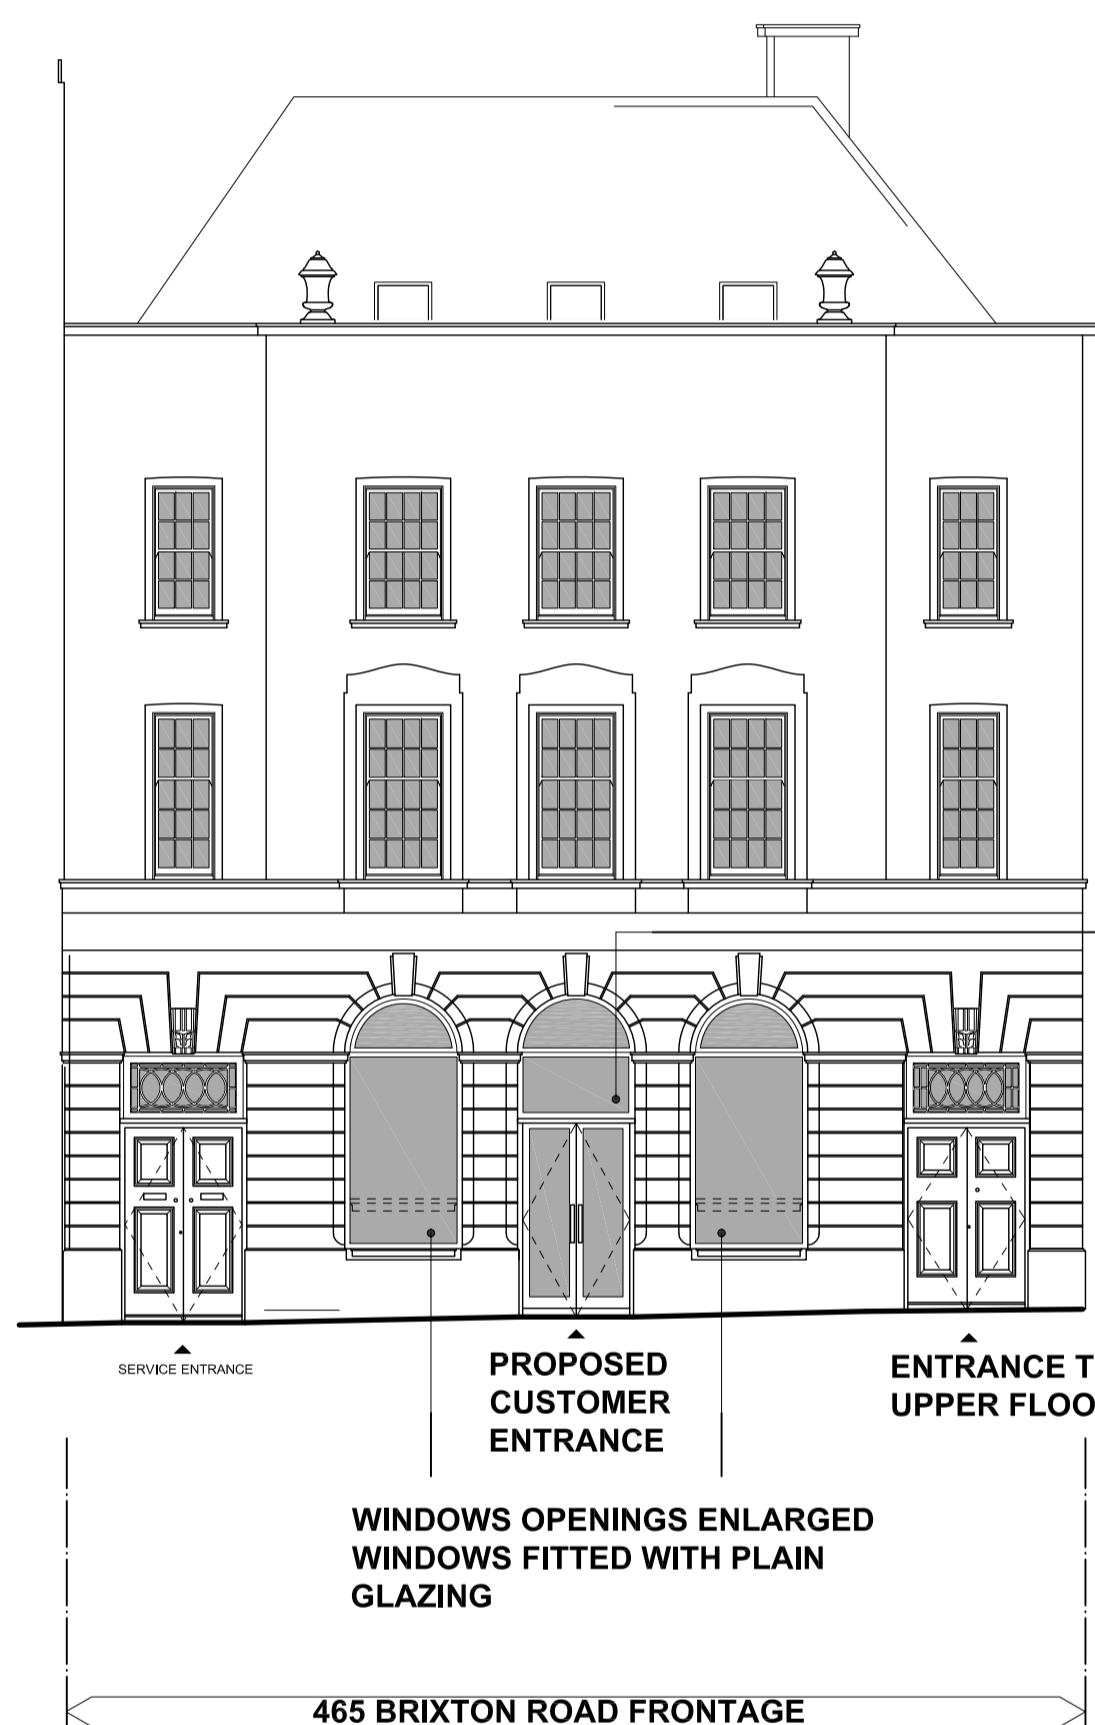 SERVICE ENTRANCE
PROPOSED
CUSTOMER
ENTRANCE
ENTRANCE T
UPPER FLOO
WINDOWS OPENINGS ENLARGED
WINDOWS FITTED WITH PLAIN
GLAZING
465 BRIXTON ROAD FRONTAGE